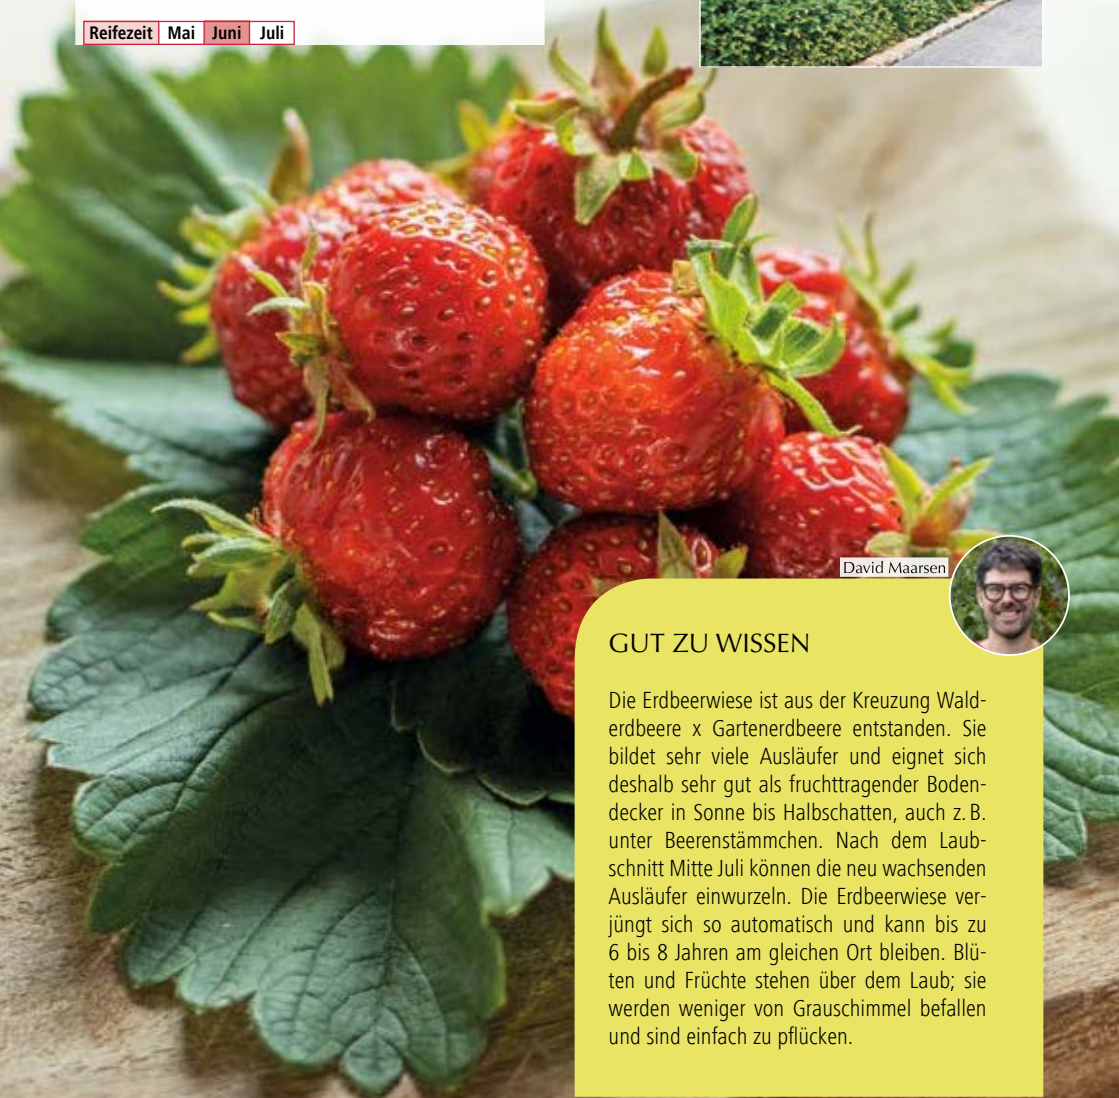 Reifezeit Mai Juni Juli
David Maarsen
GUT ZU WISSEN
Die Erdbeerwiese ist aus der Kreuzung Wald-
erdbeere x Gartenerdbeere entstanden. Sie
bildet sehr viele Ausläufer und eignet sich
deshalb sehr gut als fruchttragender Boden-
decker in Sonne bis Halbschatten, auch z. B.
unter Beerenstämmchen. Nach dem Laub-
schnitt Mitte Juli können die neu wachsenden
Ausläufer einwurzeln. Die Erdbeerwiese ver-
jüngt sich so automatisch und kann bis zu
6 bis 8 Jahren am gleichen Ort bleiben. Blü-
ten und Früchte stehen über dem Laub; sie
werden weniger von Grauschimmel befallen
und sind einfach zu pflücken.